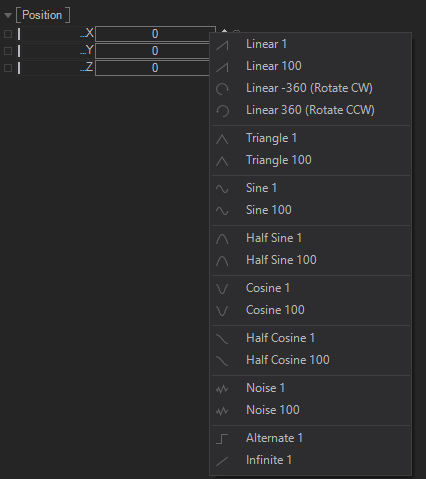 Position
...X 0
...Y 0
...Z 0
Linear 1
Linear 100
Linear -360 (Rotate CW)
Linear 360 (Rotate CCW)
Triangle 1
Triangle 100
Sine 1
Sine 100
Half Sine 1
Half Sine 100
Cosine 1
Cosine 100
Half Cosine 1
Half Cosine 100
Noise 1
Noise 100
Alternate 1
Infinite 1